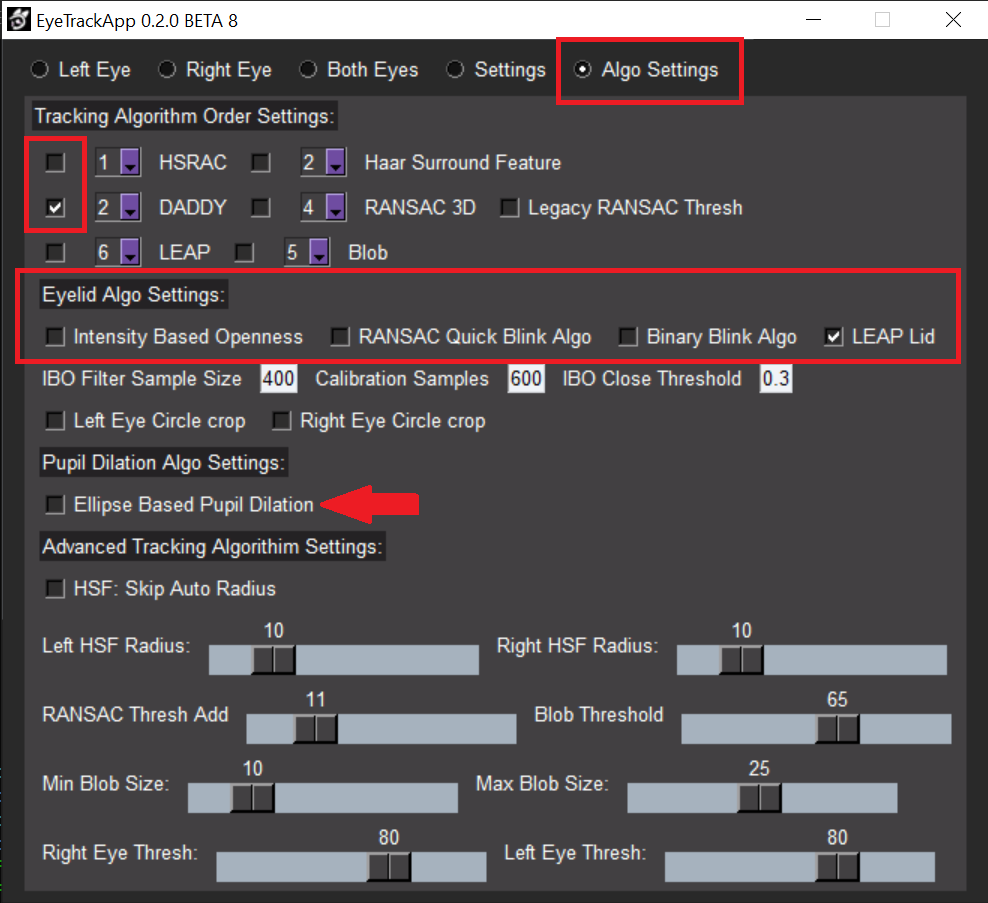 EyeTrackApp 0.2.0 BETA 8
Left Eye Right Eye Both Eyes Settings Algo Settings
Tracking Algorithm Order Settings:
1 HSRAC 2 Haar Surround Feature
2 DADDY 4 RANSAC 3D Legacy RANSAC Thresh
6 LEAP 5 Blob
Eyelid Algo Settings:
Intensity Based Openness RANSAC Quick Blink Algo Binary Blink Algo LEAP Lid
IBO Filter Sample Size 400 Calibration Samples 600 IBO Close Threshold 0.3
Left Eye Circle crop Right Eye Circle crop
Pupil Dilation Algo Settings:
Ellipse Based Pupil Dilation
Advanced Tracking Algorithim Settings:
HSF: Skip Auto Radius
10 10
Left HSF Radius: Right HSF Radius:
11 65
RANSAC Thresh Add Blob Threshold
10 25
Min Blob Size: Max Blob Size:
80 80
Right Eye Thresh: Left Eye Thresh: